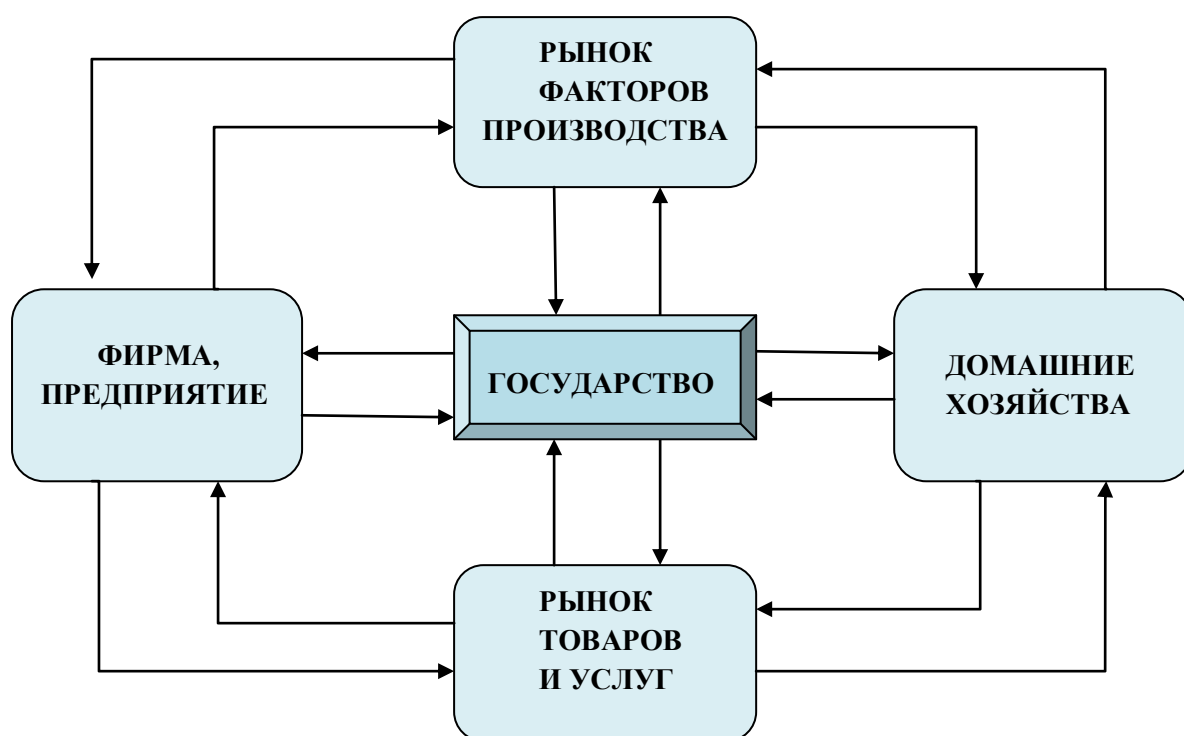 РЫНОК
ФАКТОРОВ
ПРОИЗВОДСТВА
ФИРМА,
ПРЕДПРИЯТИЕ
ГОСУДАРСТВО
ДОМАШНИЕ
ХОЗЯЙСТВА
РЫНОК
ТОВАРОВ
И УСЛУГ